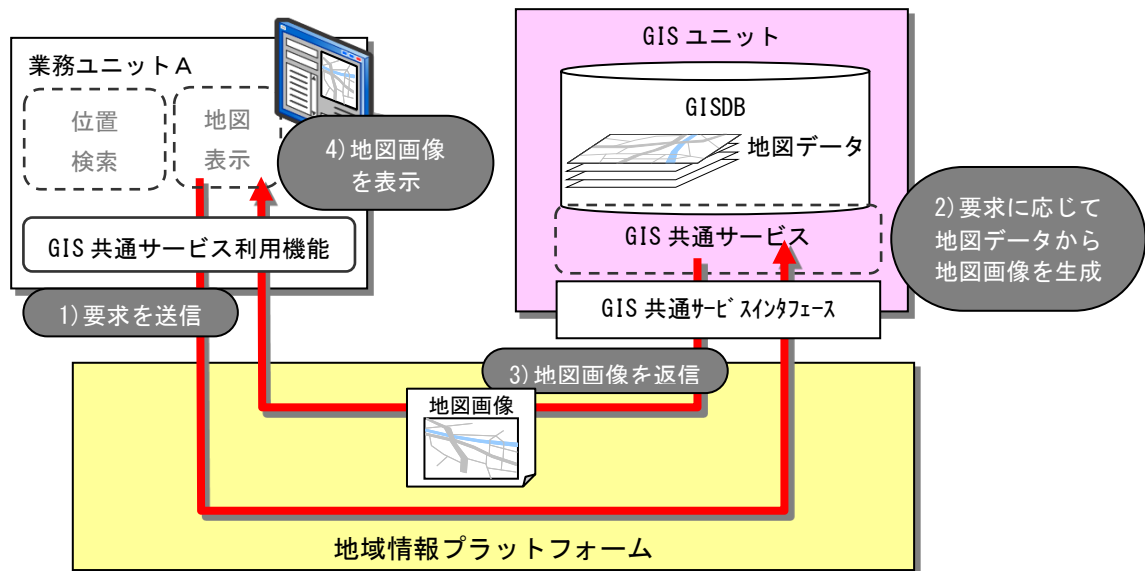 業務ユニットA
位置
検索
地図
表示
4)地図画像
を表示
GIS 共通サービス利用機能
1)要求を送信
GIS ユニット
GISDB
地図データ
GIS 共通サービス
2)要求に応じて
地図データから
地図画像を生成
GIS 共通ｻｰﾋﾞｽｲﾝﾀﾌｪｰｽ
3)地図画像を返信
地図画像
地域情報プラットフォーム